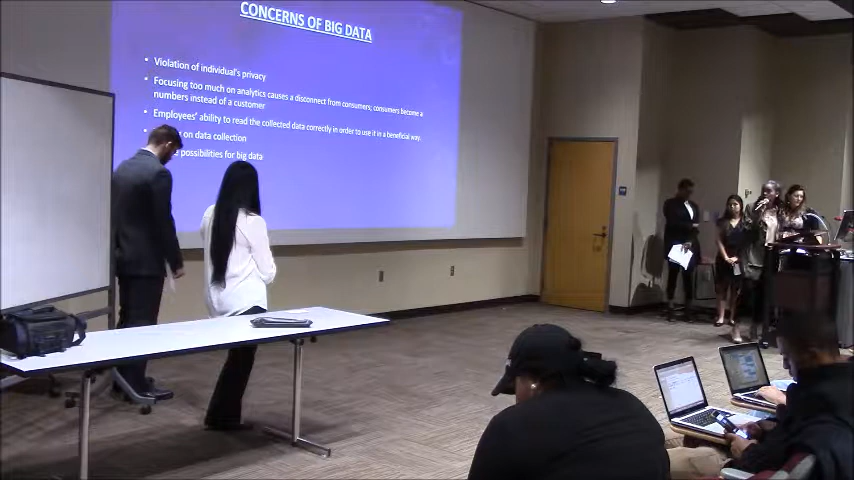 CONCERNS OF BIG DATA
• Violation of individual's privacy
• Focusing too much on analytics causes a disconnect from consumers; consumers become a
numbers instead of a customer
• Employees' ability to read the collected data correctly in order to use it in a beneficial way.
on data collection
possibilities for big data